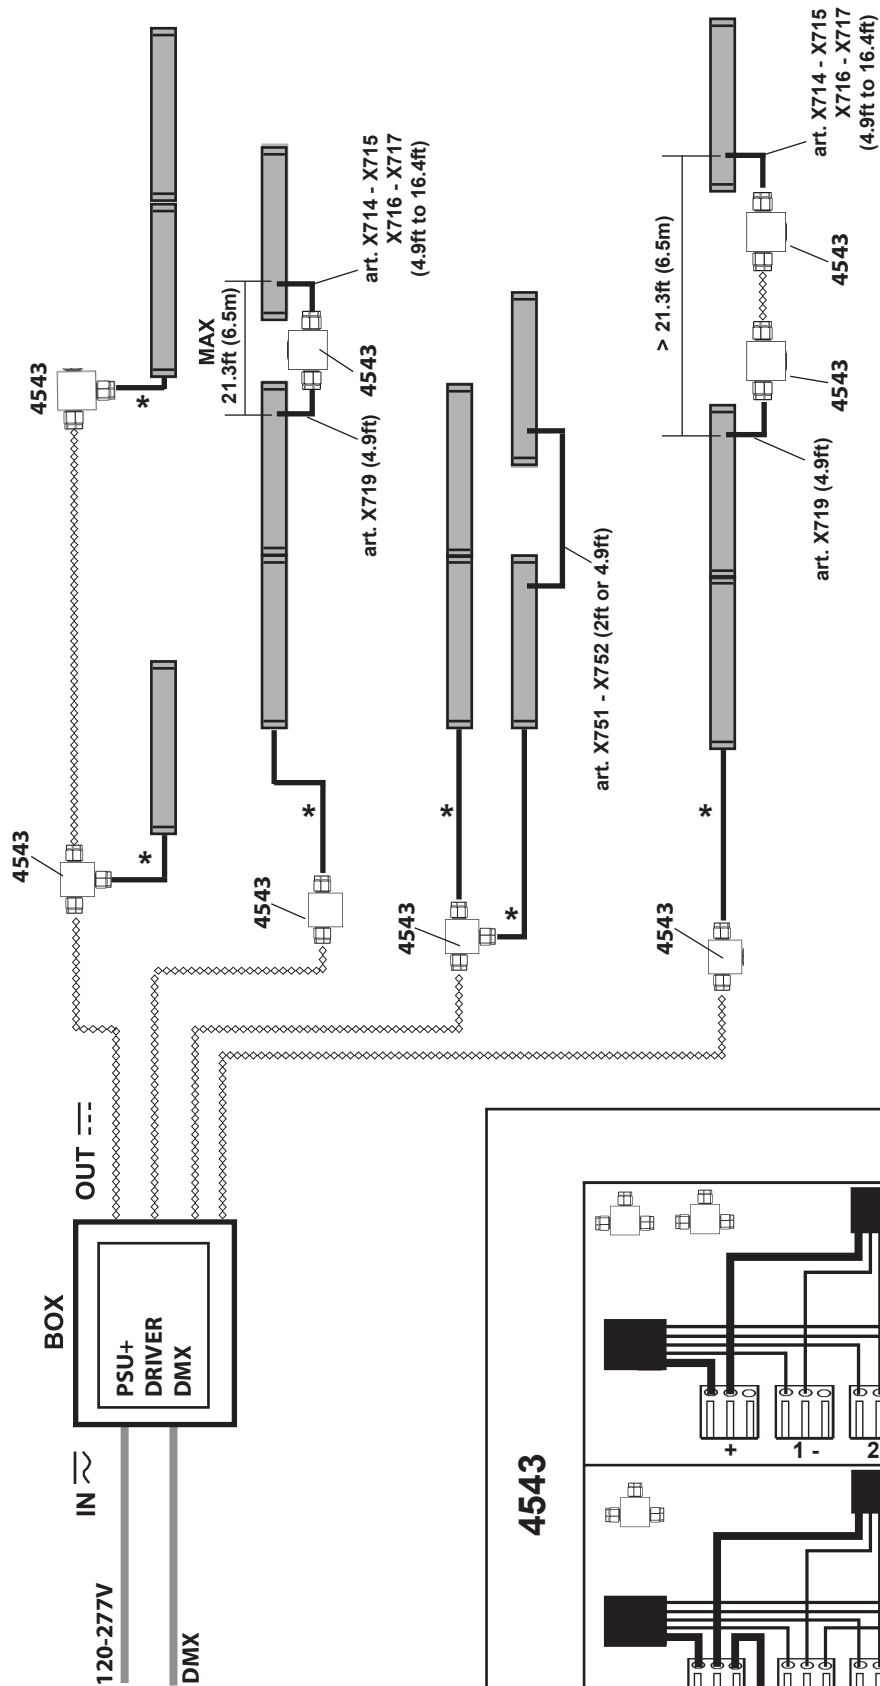 120-277V
DMX
IN
BOX
PSU+
DRIVER
DMX
OUT
4543
*
4543
*
4543
*
art. X719 (4.9ft)
MAX
21.3ft (6.5m)
4543
art. X714 - X715
X716 - X717
(4.9ft to 16.4ft)
4543
*
*
art. X751 - X752 (2ft or 4.9ft)
4543
*
art. X719 (4.9ft)
> 21.3ft (6.5m)
4543
4543
art. X714 - X715
X716 - X717
(4.9ft to 16.4ft)
4543
+
1 -
2